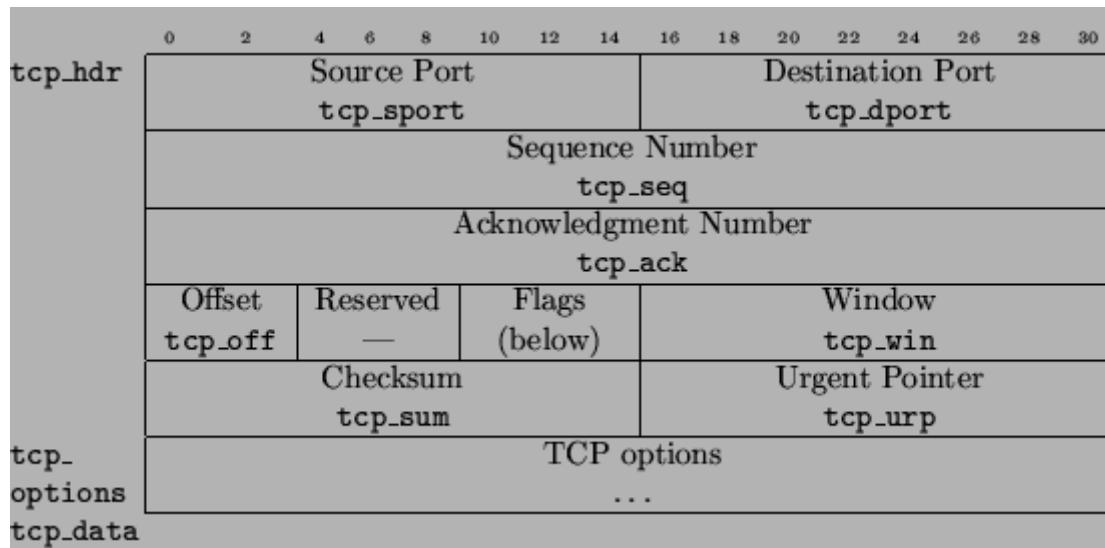 0 2 4 6 8 10 12 14 16 18 20 22 24 26 28 30
tcp_hdr Source Port Destination Port
tcp_sport tcp_dport
Sequence Number
tcp_seq
Acknowledgment Number
tcp_ack
Offset Reserved Flags Window
tcp_off — (below) tcp_win
Checksum Urgent Pointer
tcp_sum tcp_urp
tcp_ TCP options
options ...
tcp_data